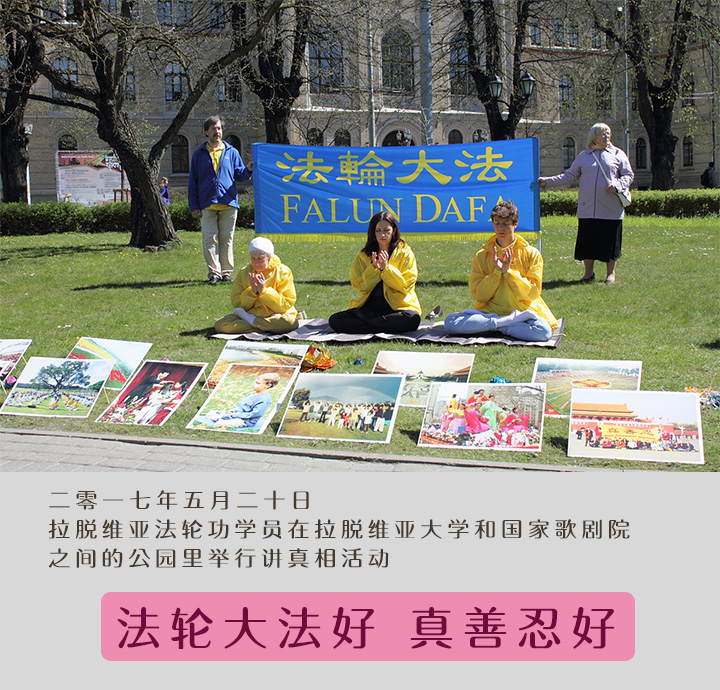 法輪大法
FALUN DAFA
真善忍
二零一七年五月二十日
拉脱维亚法轮功学员在拉脱维亚大学和国家歌剧院
之间的公园里举行讲真相活动
法轮大法好 真善忍好